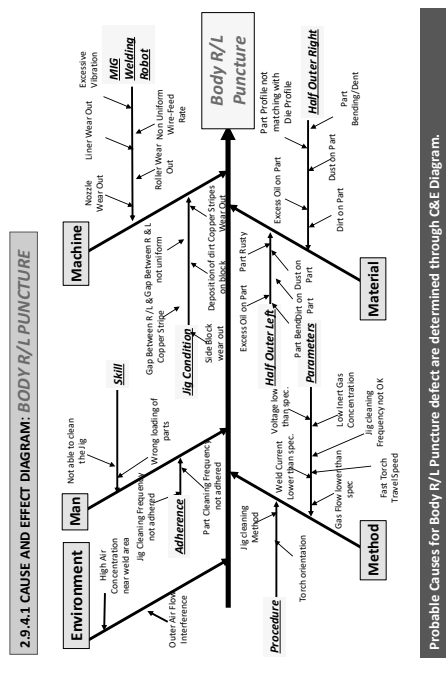 2.9.4.1 CAUSE AND EFFECT DIAGRAM: BODY R/L PUNCTURE
Environment
High Air
Concentration
near weld area
Outer Air Flow
Interference
Man
Not able to clean
the Jig
Skill
Wrong loading of
parts
Jig Cleaning Frequency
not adhered
Adherence
Part Cleaning Frequency
not adhered
Machine
Nozzle
Wear Out
Liner Wear Out
Excessive
Vibration
MIG
Welding
Robot
Roller Wear
Out
Non Uniform
Wire-Feed
Rate
Gap Between R /L &
Copper Stripe
Gap Between R & L
not uniform
Jig Condition
Side Block
wear out
Deposition of dirt
on block
Copper Stripes
Wear Out
Body R/L
Puncture
Procedure
Jig cleaning
Method
Torch orientation
Method
Weld Current
Lower than spec.
Voltage low
than spec.
Parameters
Gas Flow lower than
spec
Fast Torch
Travel Speed
Jig cleaning
Frequency not OK
Low Inert Gas
Concentration
Half Outer Left
Excess Oil on Part
Part Rusty
Part Bend
Dirt on
Part
Dust on
Part
Material
Excess Oil on Part
Part Profile not
matching with
Die Profile
Half Outer Right
Dirt on Part
Dust on Part
Part
Bending/Dent
Probable Causes for Body R/L Puncture defect are determined through C&E Diagram.